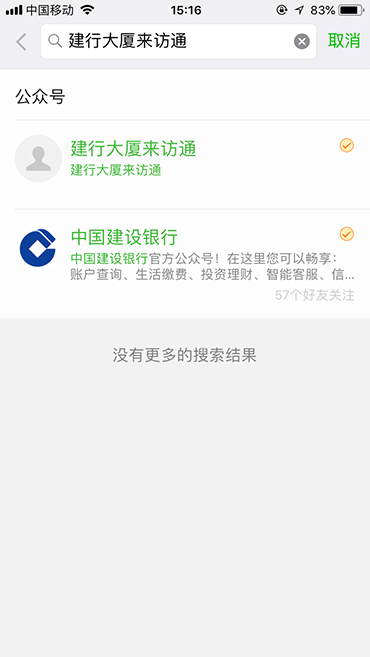 中国移动 15:16 83%
建行大厦来访通 取消
公众号
建行大厦来访通
建行大厦来访通
中国建设银行
中国建设银行官方公众号！在这里您可以畅享：
账户查询、生活缴费、投资理财、智能客服、信...
57个好友关注
没有更多的搜索结果